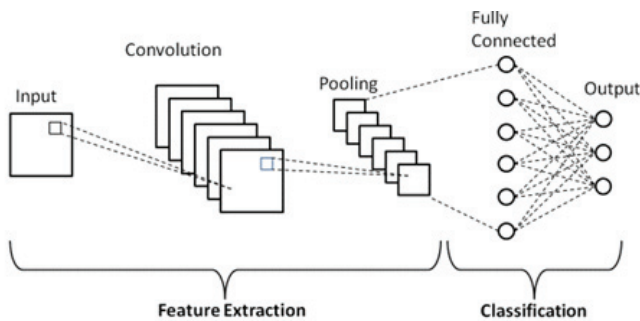 Input
Convolution
Pooling
Fully
Connected
Output
Feature Extraction
Classification